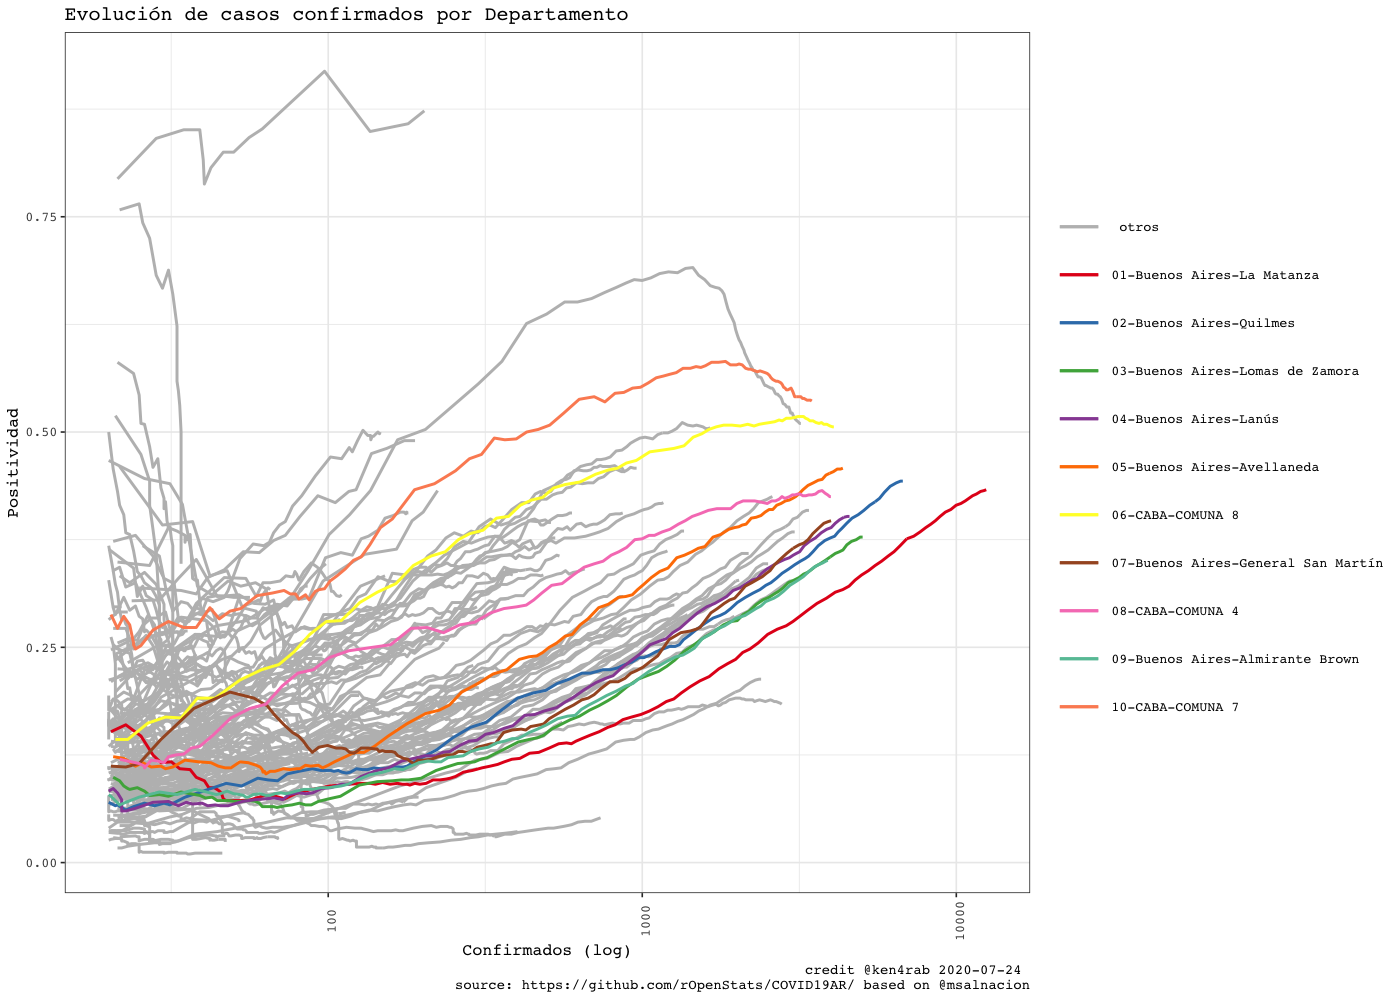 Evolución de casos confirmados por Departamento
Positividad
0.75
0.50
0.25
0.00
100
1000
10000
Confirmados (log)
otros
01-Buenos Aires-La Matanza
02-Buenos Aires-Quilmes
03-Buenos Aires-Lomas de Zamora
04-Buenos Aires-Lanús
05-Buenos Aires-Avellaneda
06-CABA-COMUNA 8
07-Buenos Aires-General San Martín
08-CABA-COMUNA 4
09-Buenos Aires-Almirante Brown
10-CABA-COMUNA 7
credit @ken4rab 2020-07-24
source: https://github.com/rOpenStats/COVID19AR/ based on @msalnacion